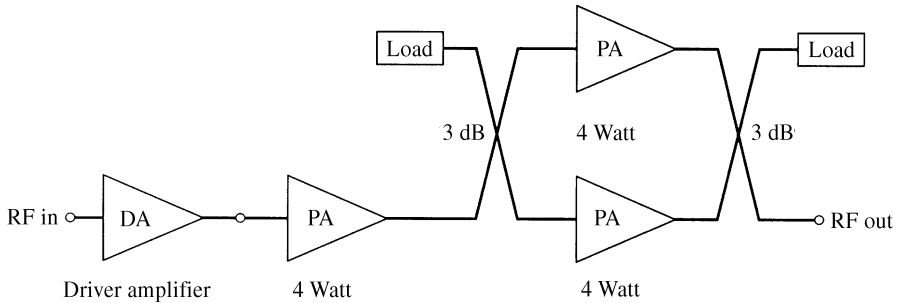 Load
PA
Load
3 dB
4 Watt
3 dB
RF in
DA
PA
PA
RF out
Driver amplifier
4 Watt
4 Watt